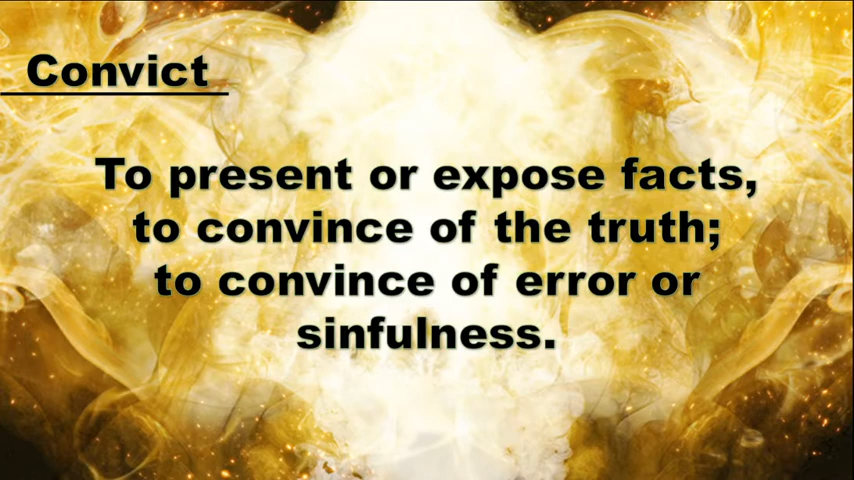 Convict
To present or expose facts,
to convince of the truth;
to convince of error or
sinfulness.